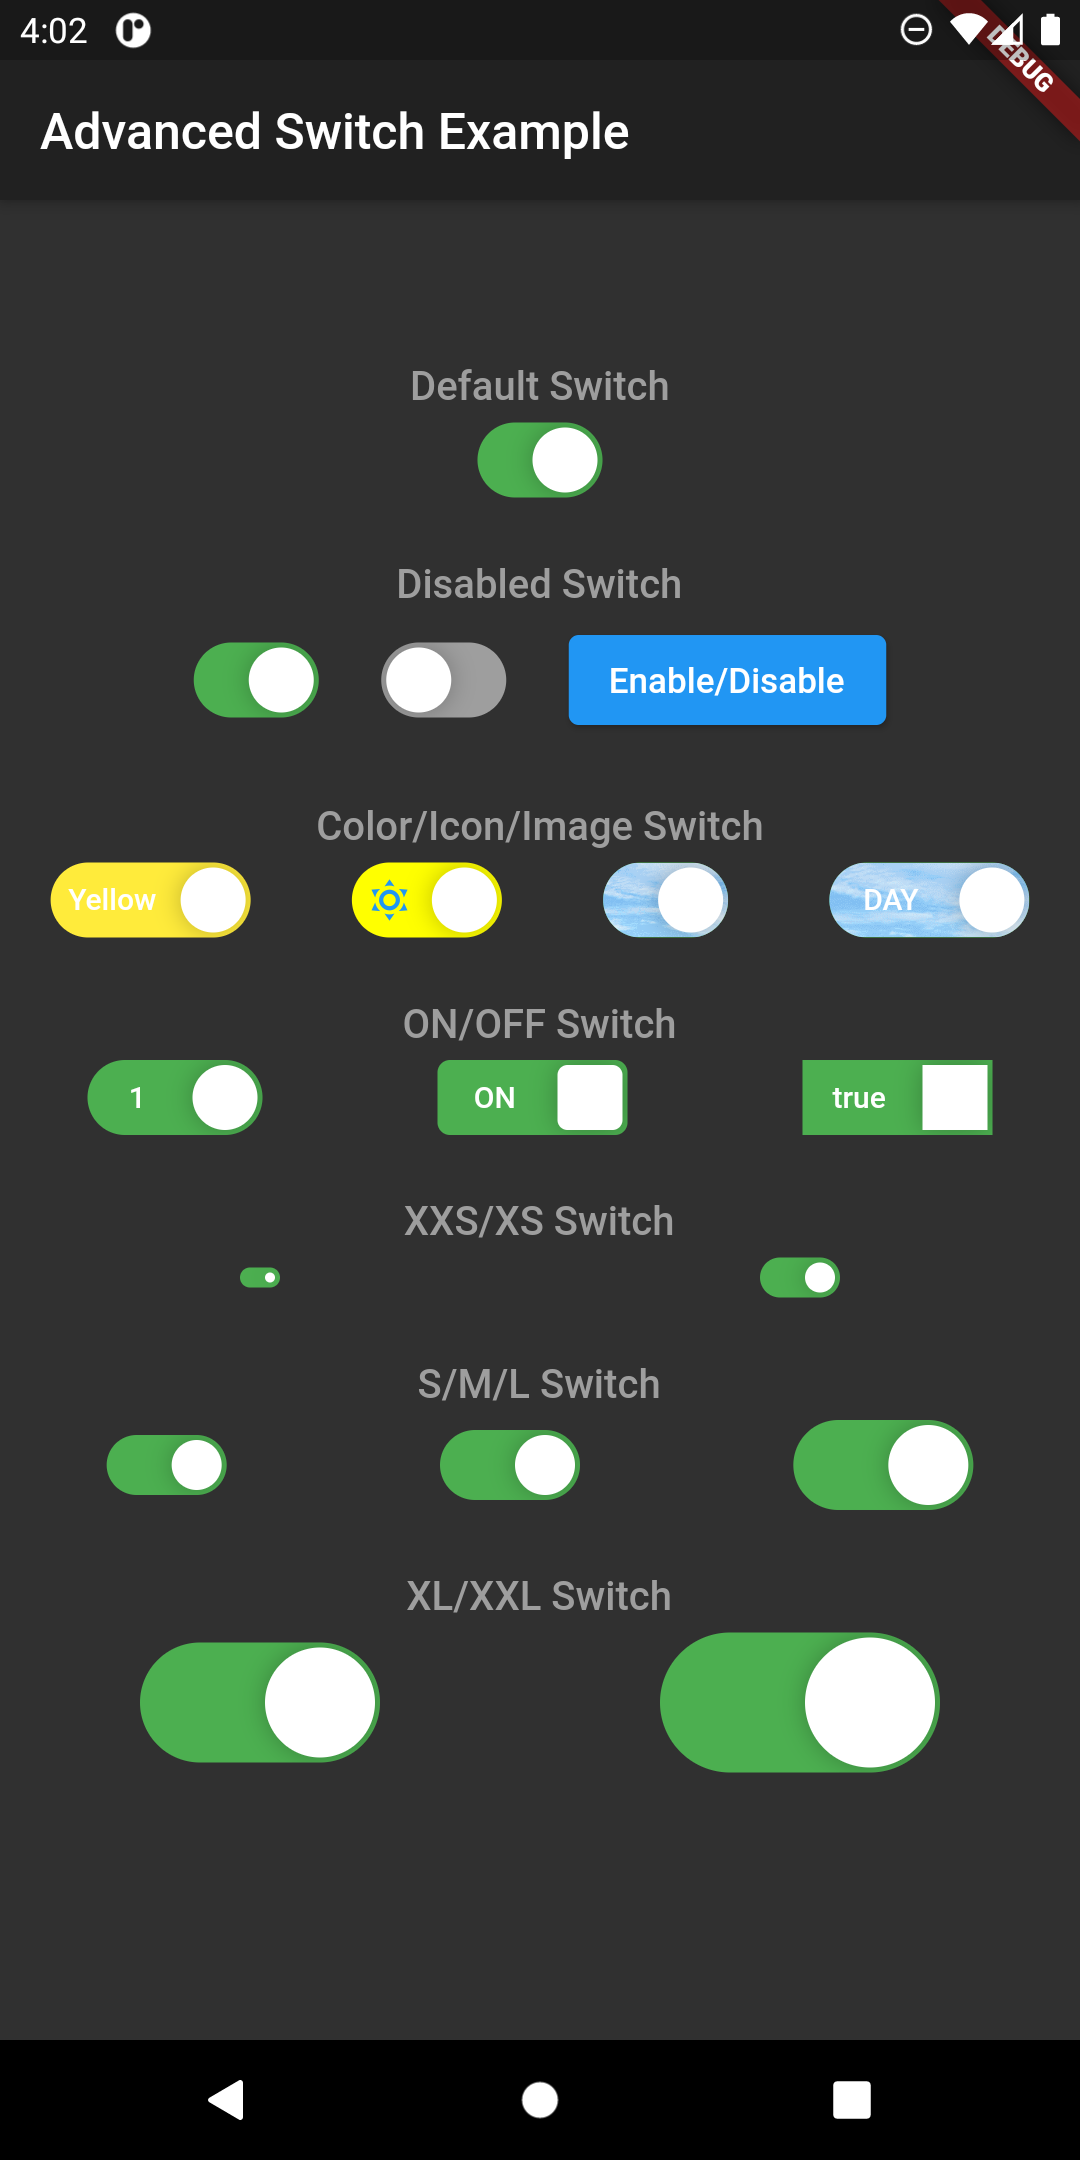 4:02
DEBUG
Advanced Switch Example
Default Switch
Disabled Switch
Enable/Disable
Color/Icon/Image Switch
Yellow DAY
ON/OFF Switch
1 ON true
XXS/XS Switch
S/M/L Switch
XL/XXL Switch